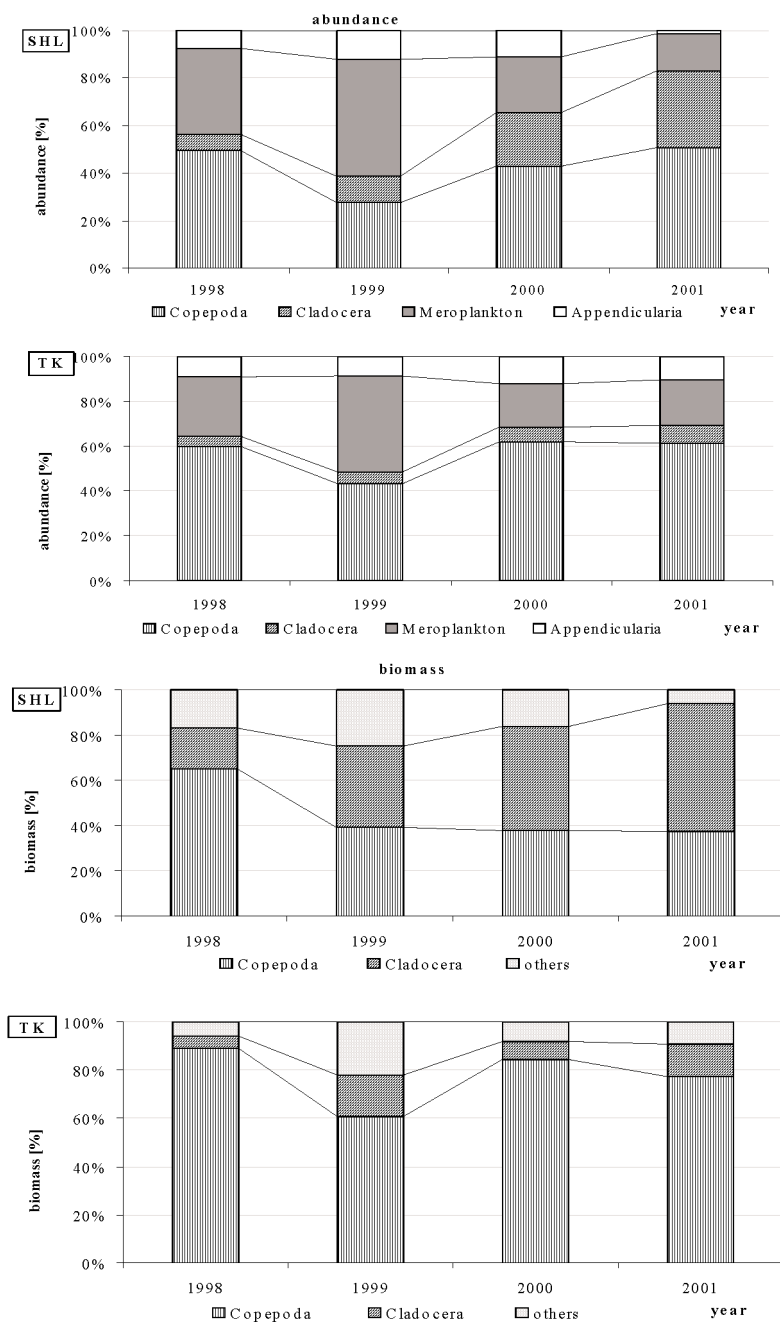 abundance
SHL
100%
80%
60%
40%
20%
0%
abundance [%]
1998 1999 2000 2001
Copepoda Cladocera Meroplankton Appendicularia year
TK
100%
80%
60%
40%
20%
0%
abundance [%]
1998 1999 2000 2001
Copepoda Cladocera Meroplankton Appendicularia year
biomass
SHL
100%
80%
60%
40%
20%
0%
biomass [%]
1998 1999 2000 2001
Copepoda Cladocera others year
TK
100%
80%
60%
40%
20%
0%
biomass [%]
1998 1999 2000 2001
Copepoda Cladocera others year